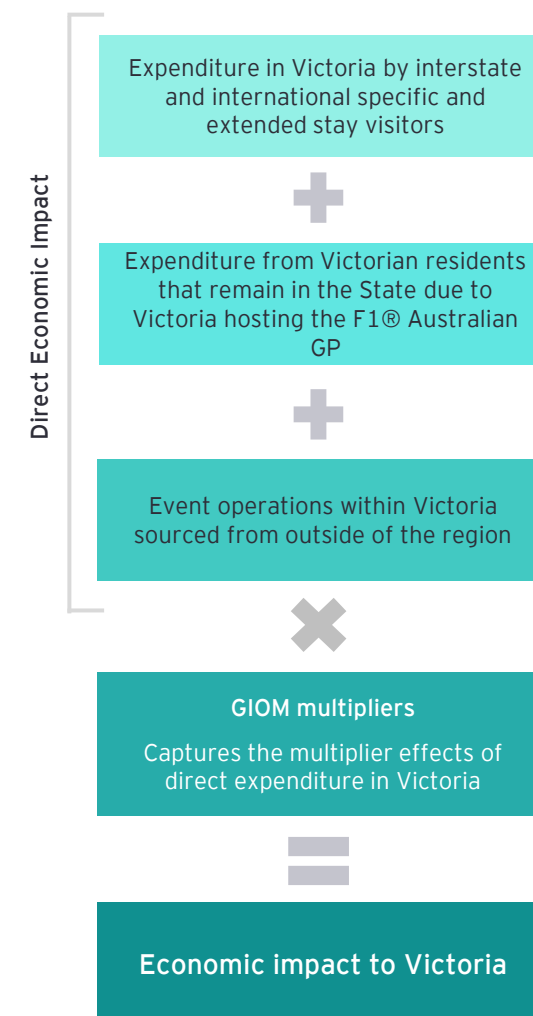 Direct Economic Impact
Expenditure in Victoria by interstate
and international specific and
extended stay visitors
Expenditure from Victorian residents
that remain in the State due to
Victoria hosting the F1® Australian
GP
Event operations within Victoria
sourced from outside of the region
GIOM multipliers
Captures the multiplier effects of
direct expenditure in Victoria
Economic impact to Victoria